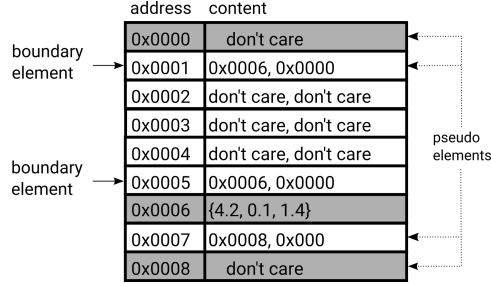 address content
0x0000 don't care
boundary element 0x0001 0x0006, 0x0000
0x0002 don't care, don't care
0x0003 don't care, don't care
0x0004 don't care, don't care
pseudo elements
boundary element 0x0005 0x0006, 0x0000
0x0006 {4.2, 0.1, 1.4}
0x0007 0x0008, 0x000
0x0008 don't care